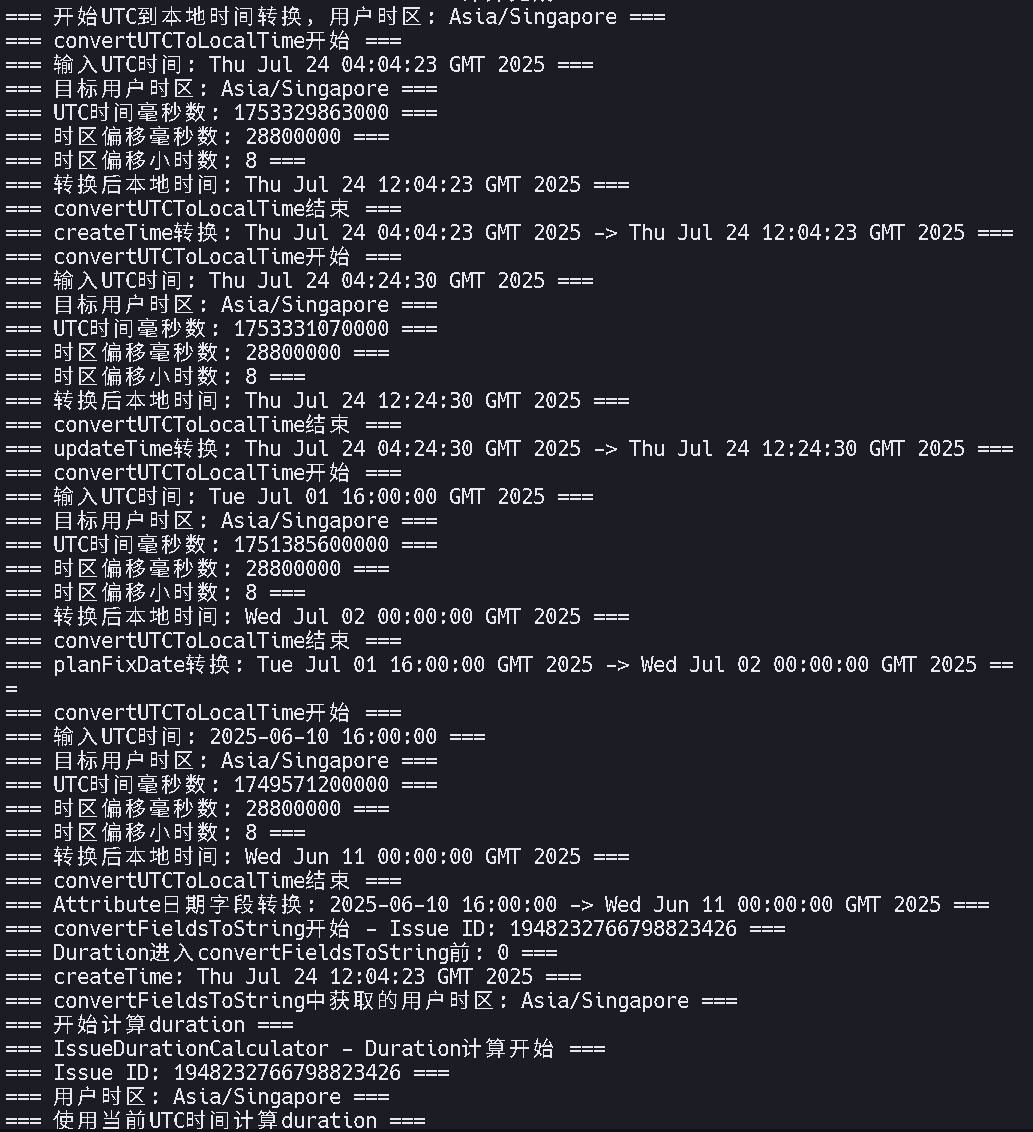 === 开始UTC到本地时间转换，用户时区: Asia/Singapore ===
=== convertUTCToLocalTime开始 ===
=== 输入UTC时间: Thu Jul 24 04:04:23 GMT 2025 ===
=== 目标用户时区: Asia/Singapore ===
=== UTC时间毫秒数: 1753329863000 ===
=== 时区偏移毫秒数: 28800000 ===
=== 时区偏移小时数: 8 ===
=== 转换后本地时间: Thu Jul 24 12:04:23 GMT 2025 ===
=== convertUTCToLocalTime结束 ===
=== createTime转换: Thu Jul 24 04:04:23 GMT 2025 -> Thu Jul 24 12:04:23 GMT 2025 ===
=== convertUTCToLocalTime开始 ===
=== 输入UTC时间: Thu Jul 24 04:24:30 GMT 2025 ===
=== 目标用户时区: Asia/Singapore ===
=== UTC时间毫秒数: 1753331070000 ===
=== 时区偏移毫秒数: 28800000 ===
=== 时区偏移小时数: 8 ===
=== 转换后本地时间: Thu Jul 24 12:24:30 GMT 2025 ===
=== convertUTCToLocalTime结束 ===
=== updateTime转换: Thu Jul 24 04:24:30 GMT 2025 -> Thu Jul 24 12:24:30 GMT 2025 ===
=== convertUTCToLocalTime开始 ===
=== 输入UTC时间: Tue Jul 01 16:00:00 GMT 2025 ===
=== 目标用户时区: Asia/Singapore ===
=== UTC时间毫秒数: 1751385600000 ===
=== 时区偏移毫秒数: 28800000 ===
=== 时区偏移小时数: 8 ===
=== 转换后本地时间: Wed Jul 02 00:00:00 GMT 2025 ===
=== convertUTCToLocalTime结束 ===
=== planFixDate转换: Tue Jul 01 16:00:00 GMT 2025 -> Wed Jul 02 00:00:00 GMT 2025 ==
=
=== convertUTCToLocalTime开始 ===
=== 输入UTC时间: 2025-06-10 16:00:00 ===
=== 目标用户时区: Asia/Singapore ===
=== UTC时间毫秒数: 1749571200000 ===
=== 时区偏移毫秒数: 28800000 ===
=== 时区偏移小时数: 8 ===
=== 转换后本地时间: Wed Jun 11 00:00:00 GMT 2025 ===
=== convertUTCToLocalTime结束 ===
=== Attribute日期字段转换: 2025-06-10 16:00:00 -> Wed Jun 11 00:00:00 GMT 2025 ===
=== convertFieldsToString开始 - Issue ID: 1948232766798823426 ===
=== Duration进入convertFieldsToString前: 0 ===
=== createTime: Thu Jul 24 12:04:23 GMT 2025 ===
=== convertFieldsToString中获取的用户时区: Asia/Singapore ===
=== 开始计算duration ===
=== IssueDurationCalculator - Duration计算开始 ===
=== Issue ID: 1948232766798823426 ===
=== 用户时区: Asia/Singapore ===
=== 使用当前UTC时间计算duration ===